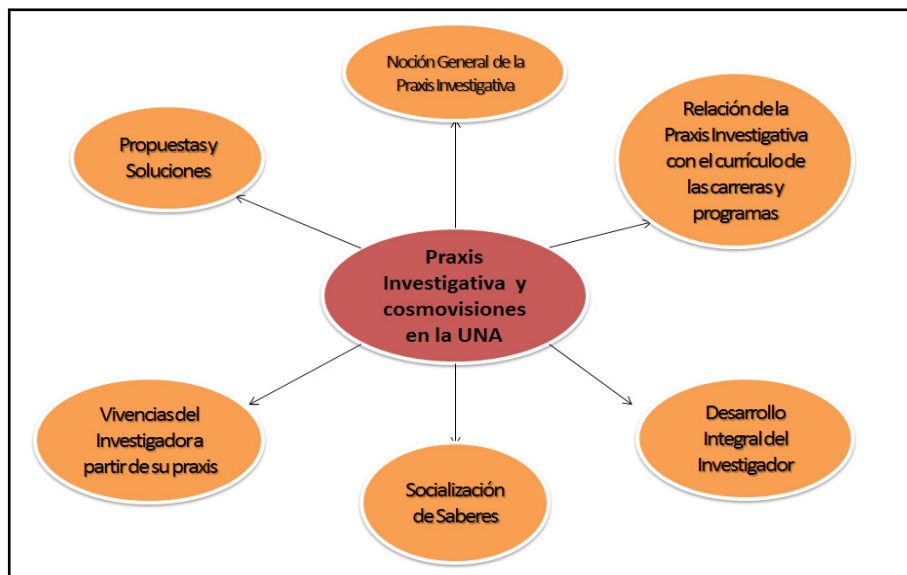 Noción General de la
Praxis Investigativa
Relación de la
Praxis Investigativa
con el currículo de
las carreras y
programas
Propuestas y
Soluciones
Praxis
Investigativa y
cosmovisiones
en la UNA
Vivencias del
Investigador a
partir de su praxis
Socialización
de Saberes
Desarrollo
Integral del
Investigador